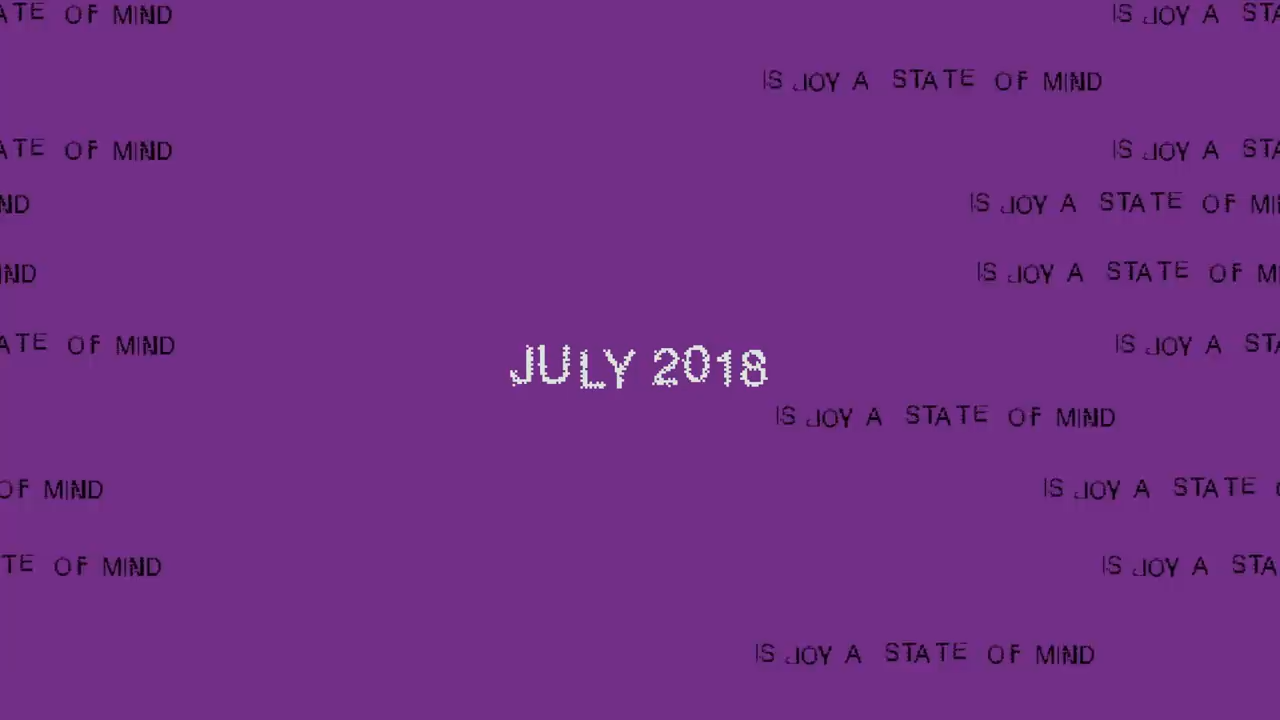 ATE OF MIND IS JOY A STA
IS JOY A STATE OF MIND
ATE OF MIND IS JOY A STA
ND IS JOY A STATE OF MI
IND IS JOY A STATE OF M
ATE OF MIND IS JOY A STA
JULY 2018
IS JOY A STATE OF MIND
OF MIND IS JOY A STATE
TE OF MIND IS JOY A STA
IS JOY A STATE OF MIND